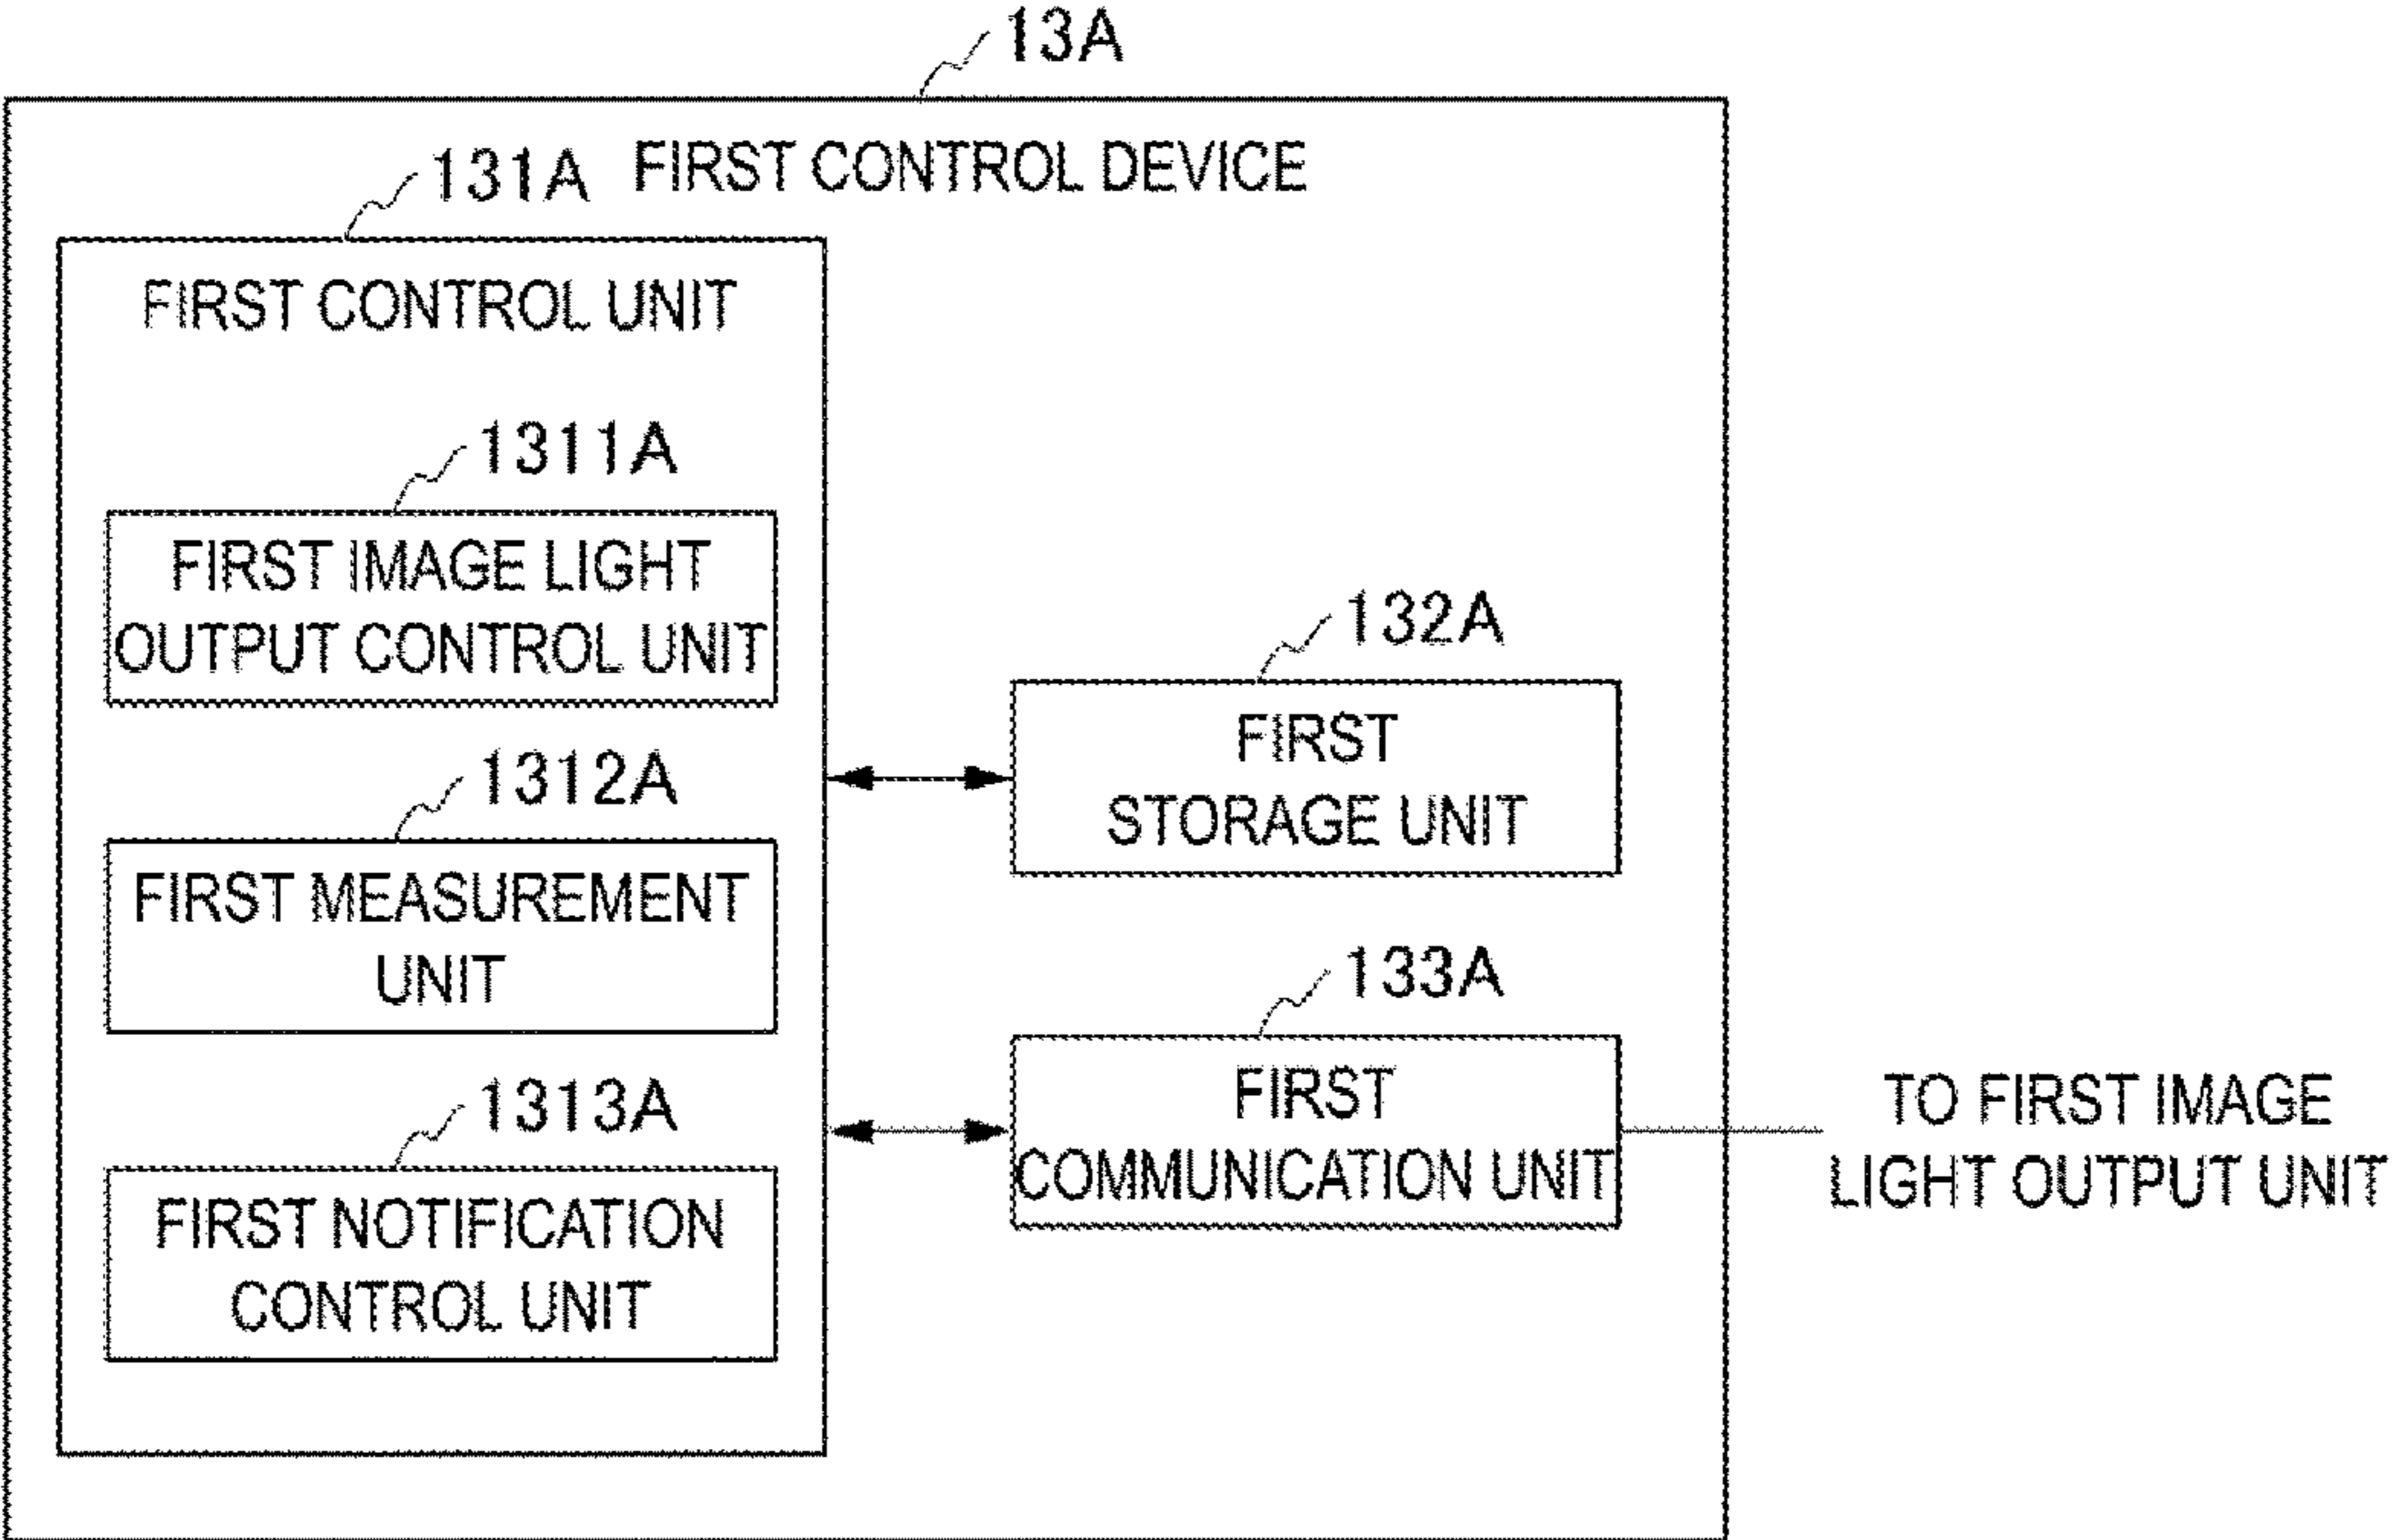 13A
131A
FIRST CONTROL DEVICE
FIRST CONTROL UNIT
1311A
FIRST IMAGE LIGHT
OUTPUT CONTROL UNIT
1312A
FIRST MEASUREMENT
UNIT
1313A
FIRST NOTIFICATION
CONTROL UNIT
132A
FIRST
STORAGE UNIT
133A
FIRST
COMMUNICATION UNIT
TO FIRST IMAGE
LIGHT OUTPUT UNIT